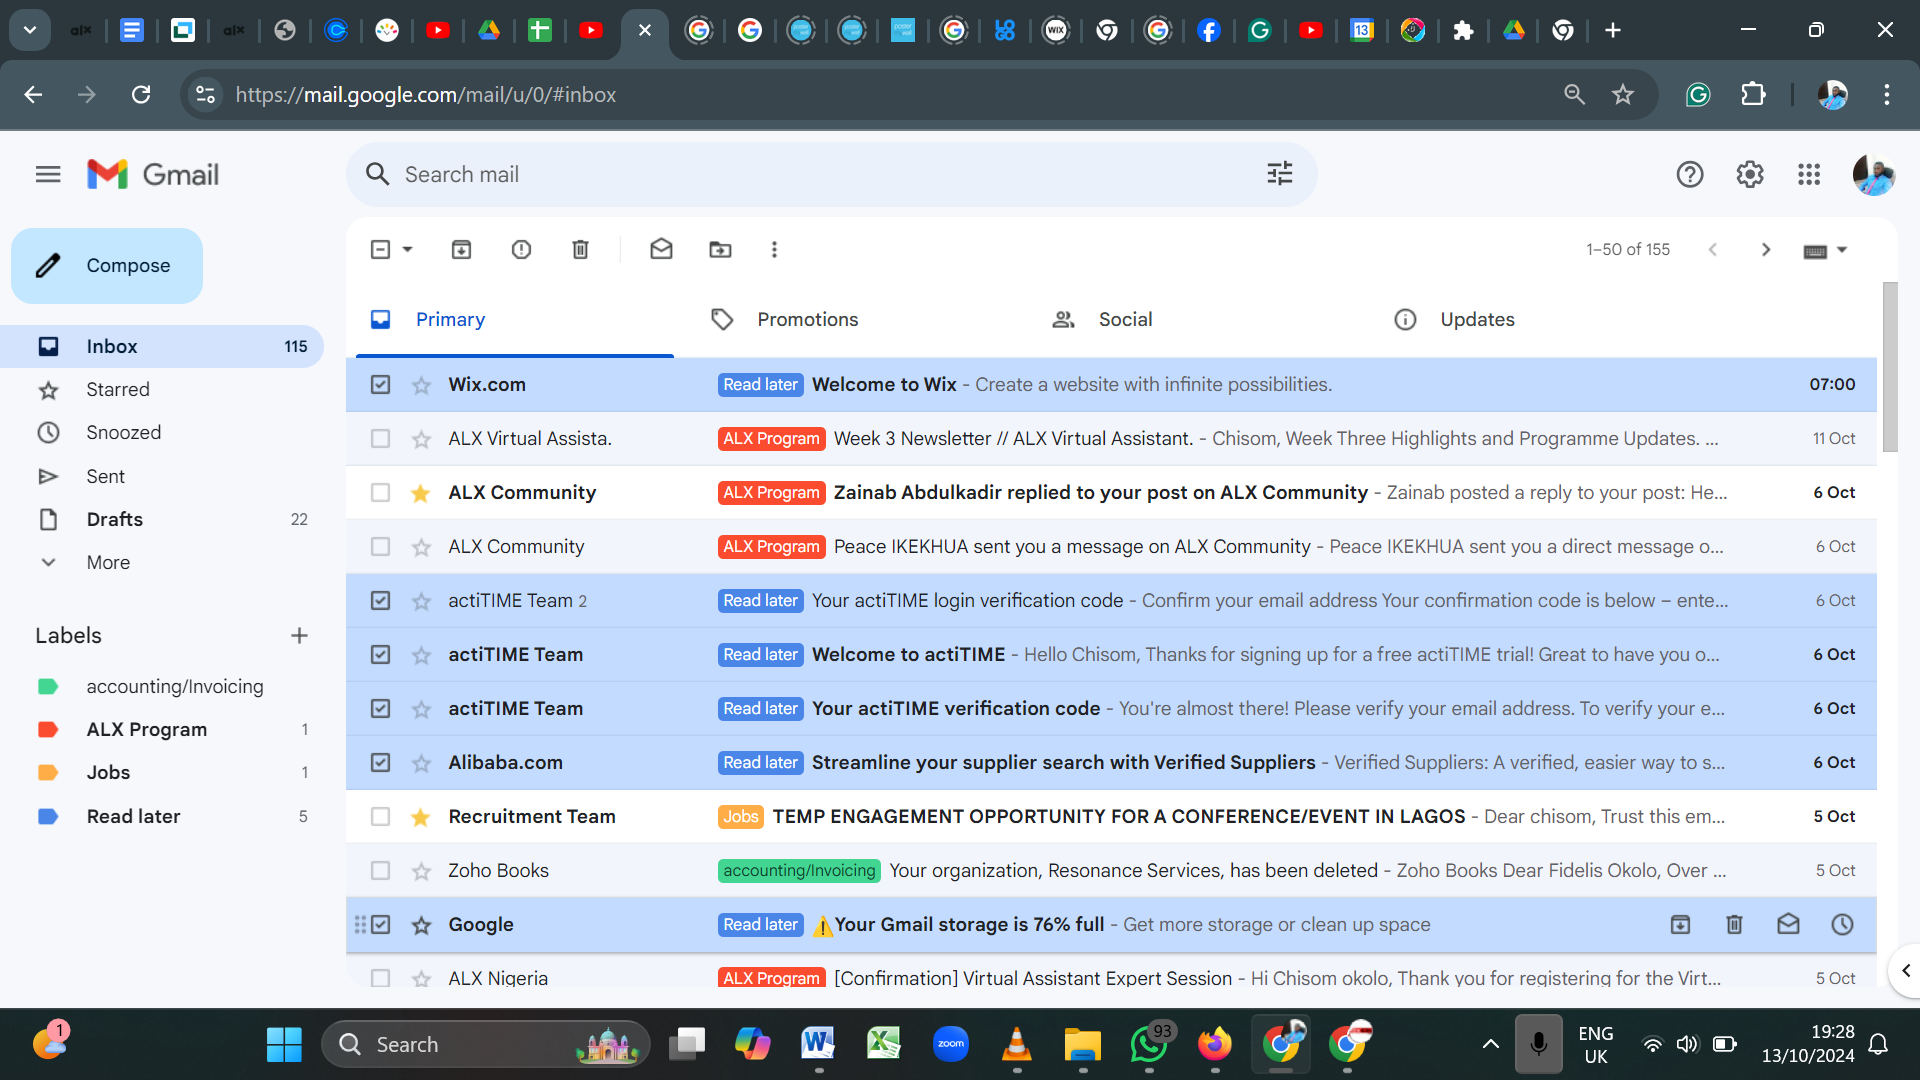 https://mail.google.com/mail/u/0/#inbox
Gmail
Search mail
Compose
1–50 of 155
Primary
Promotions
Social
Updates
Inbox 115
Starred
Snoozed
Sent
Drafts 22
More
Labels
accounting/Invoicing
ALX Program 1
Jobs 1
Read later 5
Wix.com Read later Welcome to Wix - Create a website with infinite possibilities. 07:00
ALX Virtual Assista. ALX Program Week 3 Newsletter // ALX Virtual Assistant. - Chisom, Week Three Highlights and Programme Updates. ... 11 Oct
ALX Community ALX Program Zainab Abdulkadir replied to your post on ALX Community - Zainab posted a reply to your post: He... 6 Oct
ALX Community ALX Program Peace IKEKHUA sent you a message on ALX Community - Peace IKEKHUA sent you a direct message o... 6 Oct
actiTIME Team 2 Read later Your actiTIME login verification code - Confirm your email address Your confirmation code is below – ente... 6 Oct
actiTIME Team Read later Welcome to actiTIME - Hello Chisom, Thanks for signing up for a free actiTIME trial! Great to have you o... 6 Oct
actiTIME Team Read later Your actiTIME verification code - You're almost there! Please verify your email address. To verify your e... 6 Oct
Alibaba.com Read later Streamline your supplier search with Verified Suppliers - Verified Suppliers: A verified, easier way to s... 6 Oct
Recruitment Team Jobs TEMP ENGAGEMENT OPPORTUNITY FOR A CONFERENCE/EVENT IN LAGOS - Dear chisom, Trust this em... 5 Oct
Zoho Books accounting/Invoicing Your organization, Resonance Services, has been deleted - Zoho Books Dear Fidelis Okolo, Over ... 5 Oct
Google Read later ⚠️Your Gmail storage is 76% full - Get more storage or clean up space
ALX Nigeria ALX Program [Confirmation] Virtual Assistant Expert Session - Hi Chisom okolo, Thank you for registering for the Virt... 5 Oct
1
Search
zoom
93
ENG
UK
19:28
13/10/2024